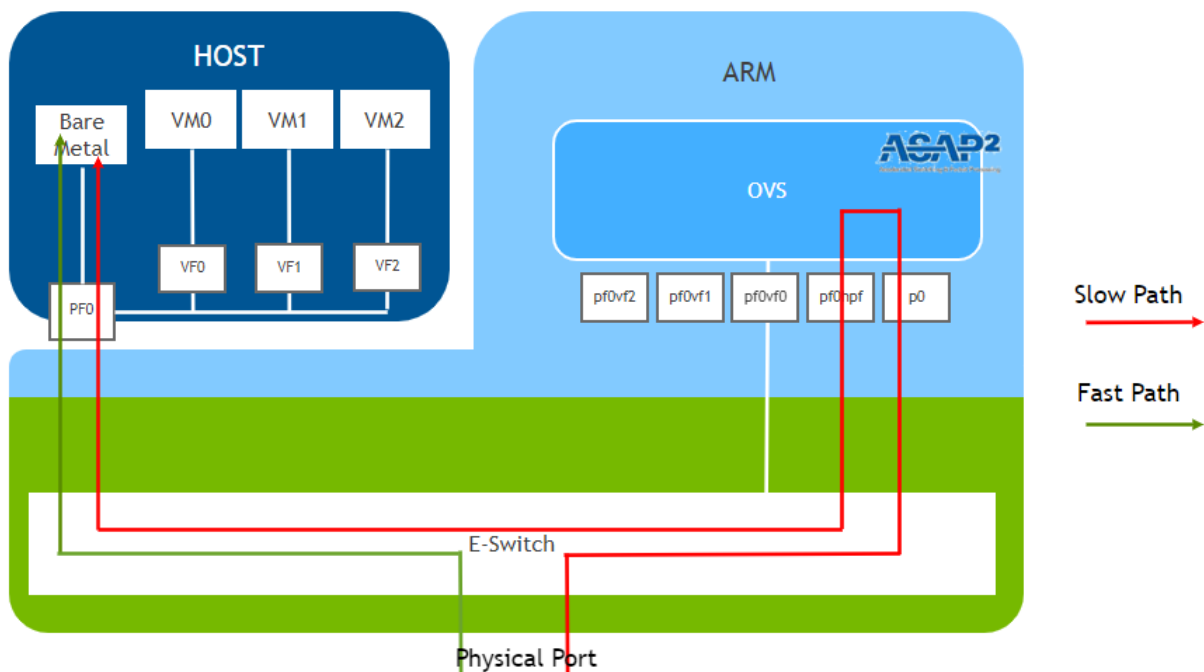 HOST
ARM
Bare
Metal
VM0
VM1
VM2
ASAP²
OVS
VF0
VF1
VF2
PF0
pf0vf2
pf0vf1
pf0vf0
pf0hpf
p0
Slow Path
Fast Path
E-Switch
Physical Port